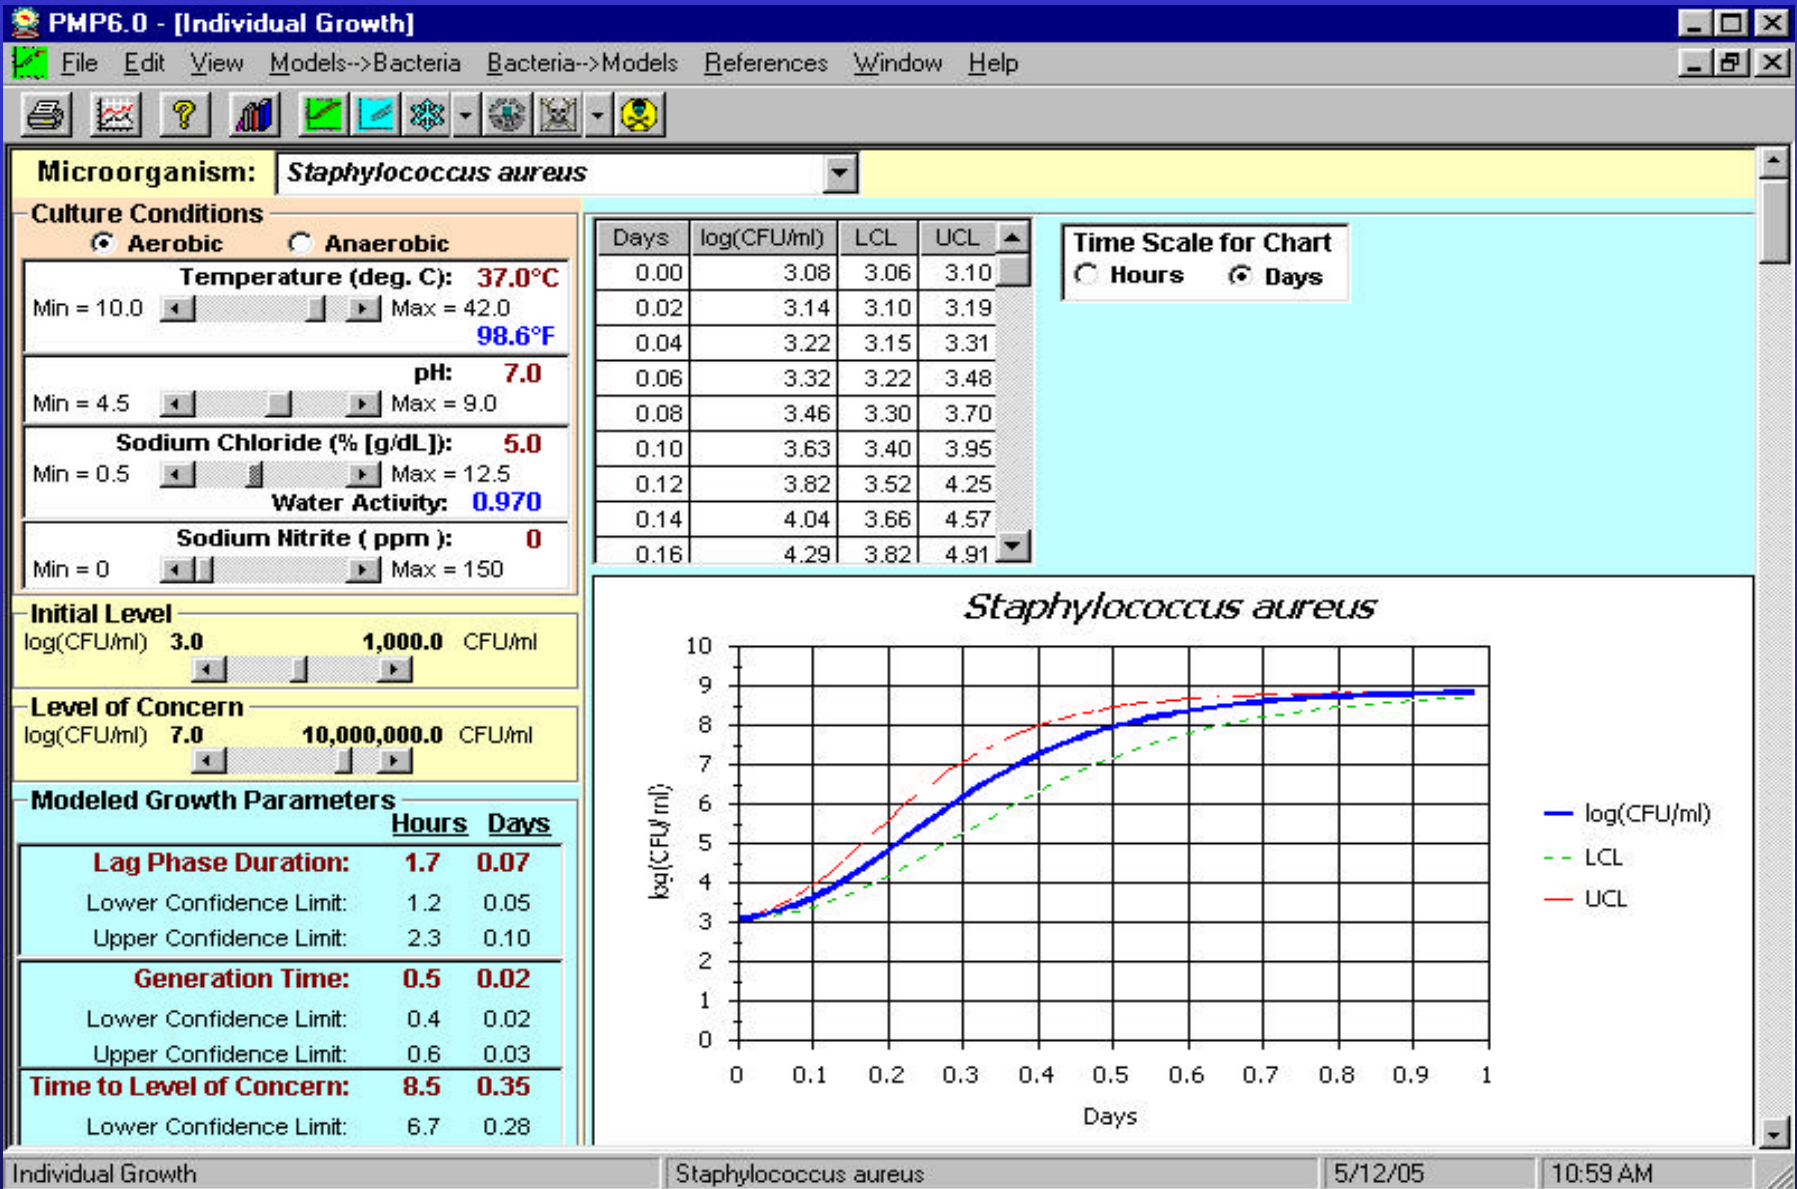 PMP6.0 - [Individual Growth]
File Edit View Models-->Bacteria Bacteria-->Models References Window Help
Microorganism: Staphylococcus aureus
Culture Conditions
Aerobic Anaerobic
Temperature (deg. C): 37.0°C
Min = 10.0 Max = 42.0
98.6°F
pH: 7.0
Min = 4.5 Max = 9.0
Sodium Chloride (% [g/dL]): 5.0
Min = 0.5 Max = 12.5
Water Activity: 0.970
Sodium Nitrite ( ppm ): 0
Min = 0 Max = 150
Initial Level
log(CFU/ml) 3.0 1,000.0 CFU/ml
Level of Concern
log(CFU/ml) 7.0 10,000,000.0 CFU/ml
Modeled Growth Parameters
Hours Days
Lag Phase Duration: 1.7 0.07
Lower Confidence Limit: 1.2 0.05
Upper Confidence Limit: 2.3 0.10
Generation Time: 0.5 0.02
Lower Confidence Limit: 0.4 0.02
Upper Confidence Limit: 0.6 0.03
Time to Level of Concern: 8.5 0.35
Lower Confidence Limit: 6.7 0.28
Days log(CFU/ml) LCL UCL
0.00 3.08 3.06 3.10
0.02 3.14 3.10 3.19
0.04 3.22 3.15 3.31
0.06 3.32 3.22 3.48
0.08 3.46 3.30 3.70
0.10 3.63 3.40 3.95
0.12 3.82 3.52 4.25
0.14 4.04 3.66 4.57
0.16 4.29 3.82 4.91
Time Scale for Chart
Hours Days
Staphylococcus aureus
10
9
8
7
6
5
4
3
2
1
0
log(CFU/ml)
0 0.1 0.2 0.3 0.4 0.5 0.6 0.7 0.8 0.9 1
Days
log(CFU/ml)
LCL
UCL
Individual Growth Staphylococcus aureus 5/12/05 10:59 AM